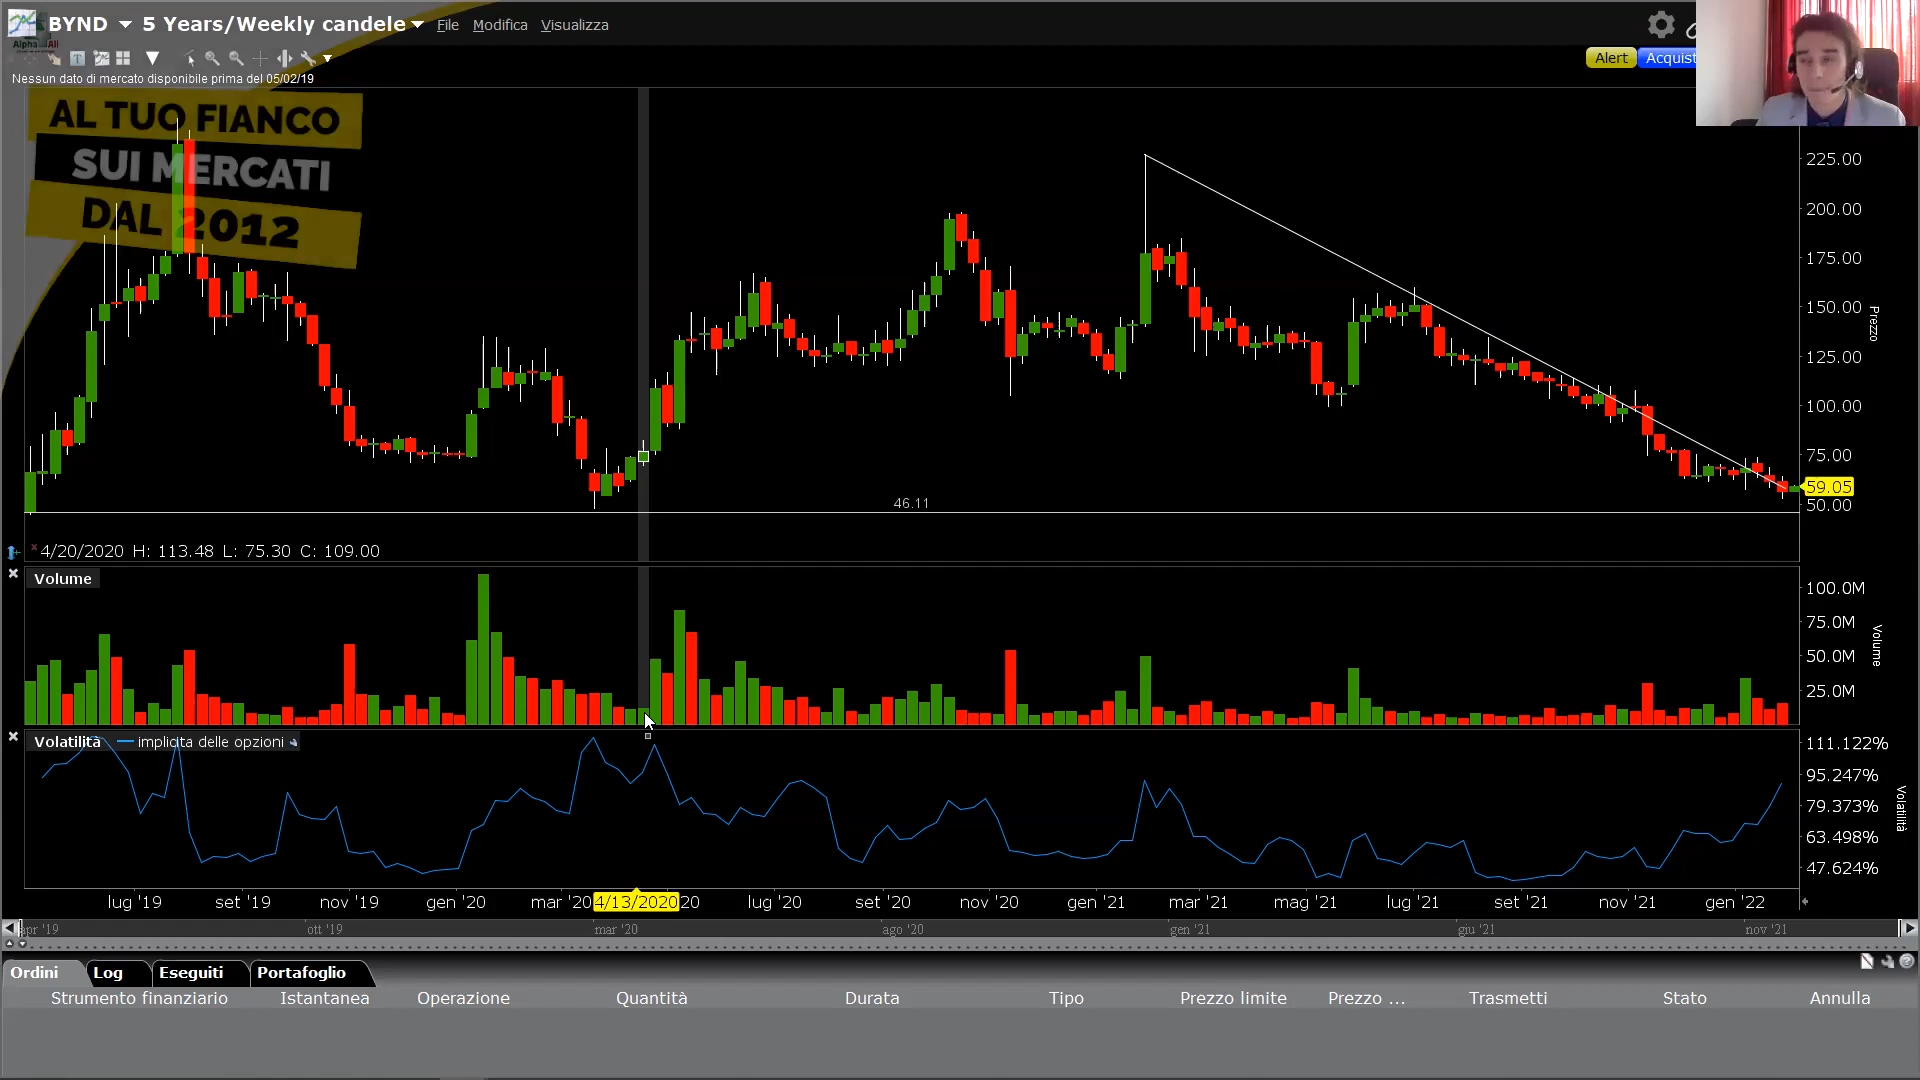 BYND 5 Years/Weekly candele File Modifica Visualizza
Alert Acquist
Nessun dato di mercato disponibile prima del 05/02/19
AL TUO FIANCO
SUI MERCATI
DAL 2012
225.00
200.00
175.00
150.00
125.00
100.00
75.00
59.05
50.00
Prezzo
46.11
4/20/2020 H: 113.48 L: 75.30 C: 109.00
Volume
100.0M
75.0M
50.0M
25.0M
Volume
Volatilità implicita delle opzioni
111.122%
95.247%
79.373%
63.498%
47.624%
Volatilità
lug '19 set '19 nov '19 gen '20 mar '20 4/13/2020 20 lug '20 set '20 nov '20 gen '21 mar '21 mag '21 lug '21 set '21 nov '21 gen '22
apr '19 ott '19 mar '20 ago '20 gen '21 giu '21 nov '21
Ordini Log Eseguiti Portafoglio
Strumento finanziario Istantanea Operazione Quantità Durata Tipo Prezzo limite Prezzo ... Trasmetti Stato Annulla